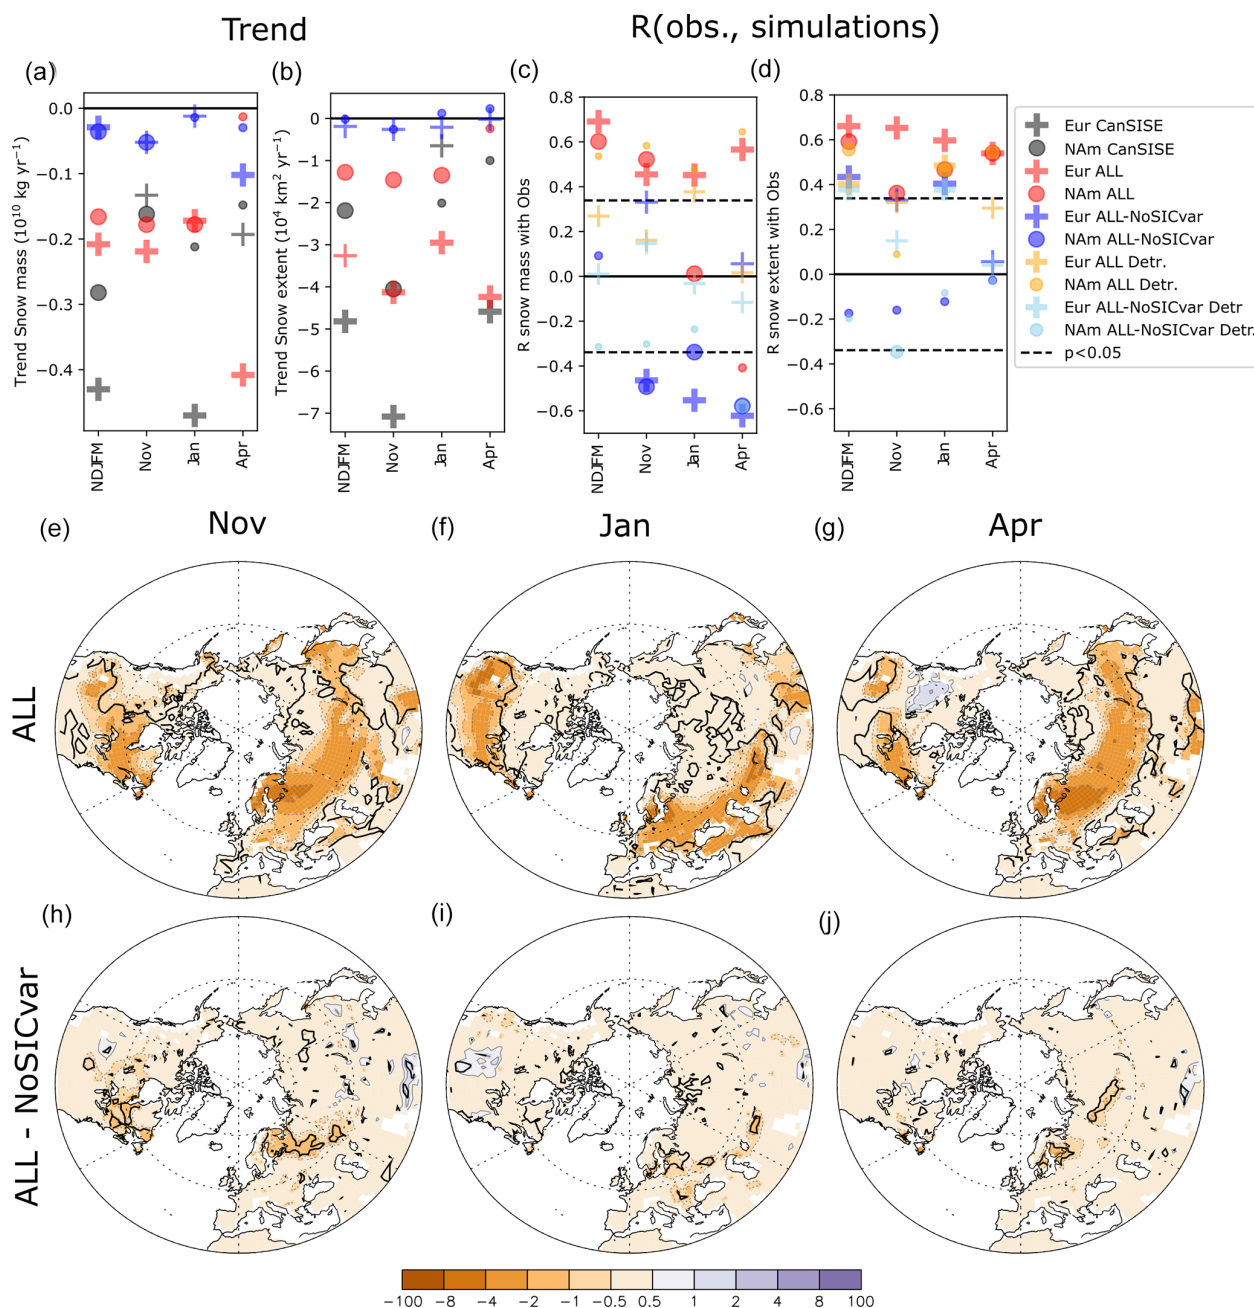 Trend
R(obs., simulations)
(a)
(b)
(c)
(d)
Trend Snow mass (10¹⁰ kg yr⁻¹)
0.0
−0.1
−0.2
−0.3
−0.4
NDJFM
Nov
Jan
Apr
Trend Snow extent (10⁴ km² yr⁻¹)
0
−1
−2
−3
−4
−5
−6
−7
NDJFM
Nov
Jan
Apr
R snow mass with Obs
0.8
0.6
0.4
0.2
0.0
−0.2
−0.4
−0.6
NDJFM
Nov
Jan
Apr
R snow extent with Obs
0.8
0.6
0.4
0.2
0.0
−0.2
−0.4
−0.6
NDJFM
Nov
Jan
Apr
Eur CanSISE
NAm CanSISE
Eur ALL
NAm ALL
Eur ALL-NoSICvar
NAm ALL-NoSICvar
Eur ALL Detr.
NAm ALL Detr.
Eur ALL-NoSICvar Detr
NAm ALL-NoSICvar Detr.
p<0.05
(e)
Nov
(f)
Jan
(g)
Apr
ALL
(h)
(i)
(j)
ALL - NoSICvar
−100 −8 −4 −2 −1 −0.5 0.5 1 2 4 8 100